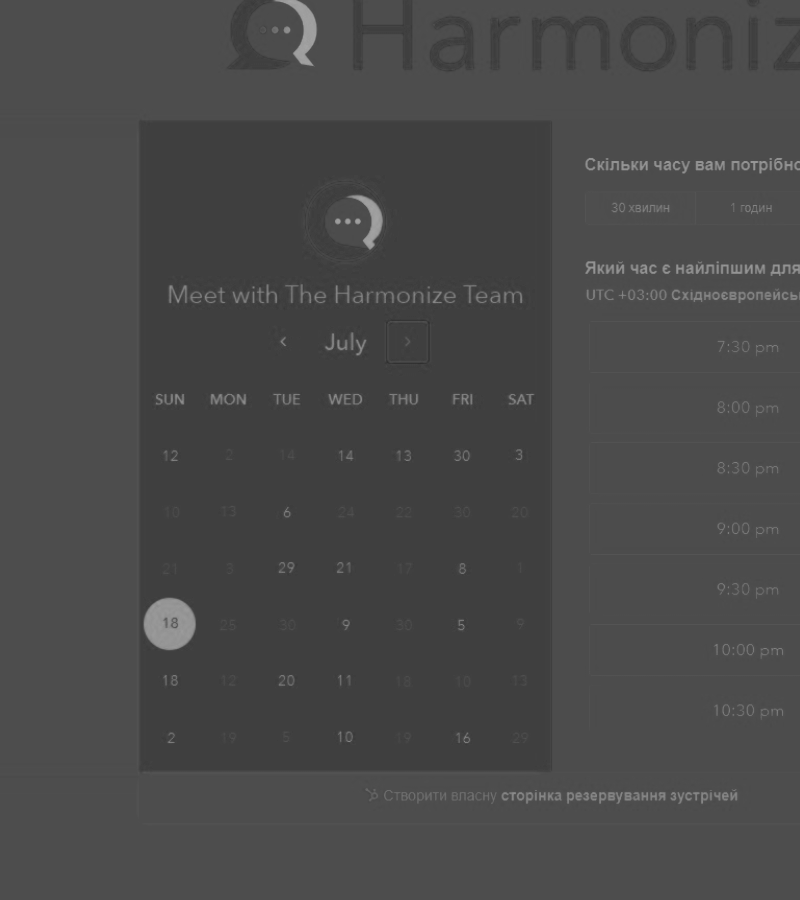 Harmoniz
Meet with The Harmonize Team
‹ July ›
SUN MON TUE WED THU FRI SAT
12 2 14 14 13 30 3
10 13 6 24 22 30 20
21 3 29 21 17 8 1
18 25 30 9 30 5 9
18 12 20 11 18 10 13
2 19 5 10 19 16 29
Скільки часу вам потрібно
30 хвилин 1 годин
Який час є найліпшим для
UTC +03:00 Східноєвропейсь
7:30 pm
8:00 pm
8:30 pm
9:00 pm
9:30 pm
10:00 pm
10:30 pm
Створити власну сторінка резервування зустрічей